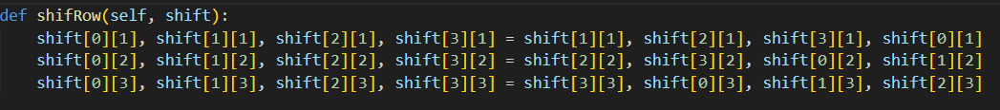 def shifRow(self, shift):
    shift[0][1], shift[1][1], shift[2][1], shift[3][1] = shift[1][1], shift[2][1], shift[3][1], shift[0][1]
    shift[0][2], shift[1][2], shift[2][2], shift[3][2] = shift[2][2], shift[3][2], shift[0][2], shift[1][2]
    shift[0][3], shift[1][3], shift[2][3], shift[3][3] = shift[3][3], shift[0][3], shift[1][3], shift[2][3]